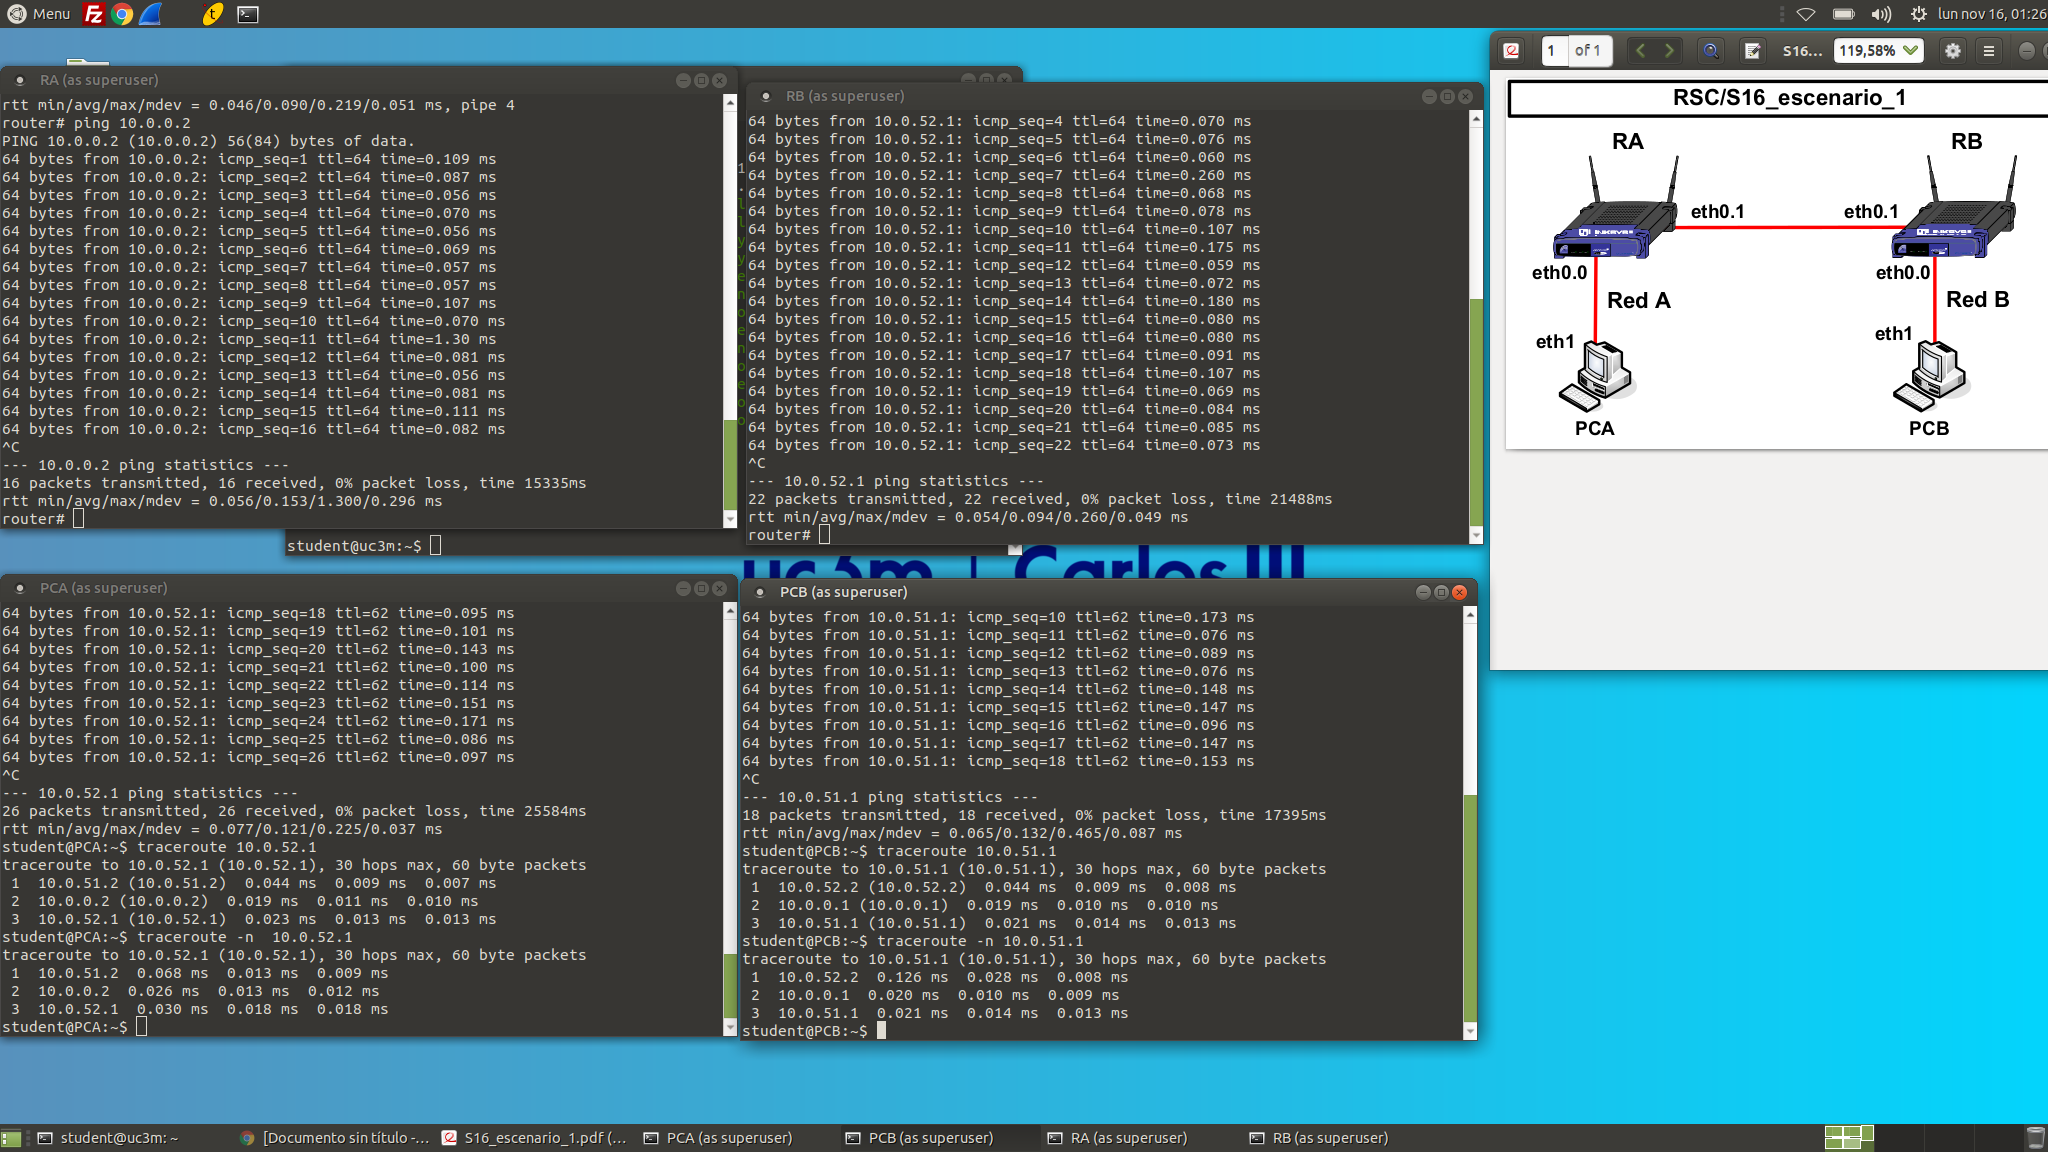 Menu
lun nov 16, 01:26
RA (as superuser)
rtt min/avg/max/mdev = 0.046/0.090/0.219/0.051 ms, pipe 4
router# ping 10.0.0.2
PING 10.0.0.2 (10.0.0.2) 56(84) bytes of data.
64 bytes from 10.0.0.2: icmp_seq=1 ttl=64 time=0.109 ms
64 bytes from 10.0.0.2: icmp_seq=2 ttl=64 time=0.087 ms
64 bytes from 10.0.0.2: icmp_seq=3 ttl=64 time=0.056 ms
64 bytes from 10.0.0.2: icmp_seq=4 ttl=64 time=0.070 ms
64 bytes from 10.0.0.2: icmp_seq=5 ttl=64 time=0.056 ms
64 bytes from 10.0.0.2: icmp_seq=6 ttl=64 time=0.069 ms
64 bytes from 10.0.0.2: icmp_seq=7 ttl=64 time=0.057 ms
64 bytes from 10.0.0.2: icmp_seq=8 ttl=64 time=0.057 ms
64 bytes from 10.0.0.2: icmp_seq=9 ttl=64 time=0.107 ms
64 bytes from 10.0.0.2: icmp_seq=10 ttl=64 time=0.070 ms
64 bytes from 10.0.0.2: icmp_seq=11 ttl=64 time=1.30 ms
64 bytes from 10.0.0.2: icmp_seq=12 ttl=64 time=0.081 ms
64 bytes from 10.0.0.2: icmp_seq=13 ttl=64 time=0.056 ms
64 bytes from 10.0.0.2: icmp_seq=14 ttl=64 time=0.081 ms
64 bytes from 10.0.0.2: icmp_seq=15 ttl=64 time=0.111 ms
64 bytes from 10.0.0.2: icmp_seq=16 ttl=64 time=0.082 ms
^C
--- 10.0.0.2 ping statistics ---
16 packets transmitted, 16 received, 0% packet loss, time 15335ms
rtt min/avg/max/mdev = 0.056/0.153/1.300/0.296 ms
router#
student@uc3m:~$
RB (as superuser)
64 bytes from 10.0.52.1: icmp_seq=4 ttl=64 time=0.070 ms
64 bytes from 10.0.52.1: icmp_seq=5 ttl=64 time=0.076 ms
64 bytes from 10.0.52.1: icmp_seq=6 ttl=64 time=0.060 ms
64 bytes from 10.0.52.1: icmp_seq=7 ttl=64 time=0.260 ms
64 bytes from 10.0.52.1: icmp_seq=8 ttl=64 time=0.068 ms
64 bytes from 10.0.52.1: icmp_seq=9 ttl=64 time=0.078 ms
64 bytes from 10.0.52.1: icmp_seq=10 ttl=64 time=0.107 ms
64 bytes from 10.0.52.1: icmp_seq=11 ttl=64 time=0.175 ms
64 bytes from 10.0.52.1: icmp_seq=12 ttl=64 time=0.059 ms
64 bytes from 10.0.52.1: icmp_seq=13 ttl=64 time=0.072 ms
64 bytes from 10.0.52.1: icmp_seq=14 ttl=64 time=0.180 ms
64 bytes from 10.0.52.1: icmp_seq=15 ttl=64 time=0.080 ms
64 bytes from 10.0.52.1: icmp_seq=16 ttl=64 time=0.080 ms
64 bytes from 10.0.52.1: icmp_seq=17 ttl=64 time=0.091 ms
64 bytes from 10.0.52.1: icmp_seq=18 ttl=64 time=0.107 ms
64 bytes from 10.0.52.1: icmp_seq=19 ttl=64 time=0.069 ms
64 bytes from 10.0.52.1: icmp_seq=20 ttl=64 time=0.084 ms
64 bytes from 10.0.52.1: icmp_seq=21 ttl=64 time=0.085 ms
64 bytes from 10.0.52.1: icmp_seq=22 ttl=64 time=0.073 ms
^C
--- 10.0.52.1 ping statistics ---
22 packets transmitted, 22 received, 0% packet loss, time 21488ms
rtt min/avg/max/mdev = 0.054/0.094/0.260/0.049 ms
router#
uc3m | Carlos III
1 of 1
S16...
119,58%
RSC/S16_escenario_1
RA RB
eth0.1 eth0.1
eth0.0 eth0.0
Red A Red B
eth1 eth1
PCA PCB
PCA (as superuser)
64 bytes from 10.0.52.1: icmp_seq=18 ttl=62 time=0.095 ms
64 bytes from 10.0.52.1: icmp_seq=19 ttl=62 time=0.101 ms
64 bytes from 10.0.52.1: icmp_seq=20 ttl=62 time=0.143 ms
64 bytes from 10.0.52.1: icmp_seq=21 ttl=62 time=0.100 ms
64 bytes from 10.0.52.1: icmp_seq=22 ttl=62 time=0.114 ms
64 bytes from 10.0.52.1: icmp_seq=23 ttl=62 time=0.151 ms
64 bytes from 10.0.52.1: icmp_seq=24 ttl=62 time=0.171 ms
64 bytes from 10.0.52.1: icmp_seq=25 ttl=62 time=0.086 ms
64 bytes from 10.0.52.1: icmp_seq=26 ttl=62 time=0.097 ms
^C
--- 10.0.52.1 ping statistics ---
26 packets transmitted, 26 received, 0% packet loss, time 25584ms
rtt min/avg/max/mdev = 0.077/0.121/0.225/0.037 ms
student@PCA:~$ traceroute 10.0.52.1
traceroute to 10.0.52.1 (10.0.52.1), 30 hops max, 60 byte packets
1  10.0.51.2 (10.0.51.2)  0.044 ms  0.009 ms  0.007 ms
2  10.0.0.2 (10.0.0.2)  0.019 ms  0.011 ms  0.010 ms
3  10.0.52.1 (10.0.52.1)  0.023 ms  0.013 ms  0.013 ms
student@PCA:~$ traceroute -n  10.0.52.1
traceroute to 10.0.52.1 (10.0.52.1), 30 hops max, 60 byte packets
1  10.0.51.2  0.068 ms  0.013 ms  0.009 ms
2  10.0.0.2  0.026 ms  0.013 ms  0.012 ms
3  10.0.52.1  0.030 ms  0.018 ms  0.018 ms
student@PCA:~$
PCB (as superuser)
64 bytes from 10.0.51.1: icmp_seq=10 ttl=62 time=0.173 ms
64 bytes from 10.0.51.1: icmp_seq=11 ttl=62 time=0.076 ms
64 bytes from 10.0.51.1: icmp_seq=12 ttl=62 time=0.089 ms
64 bytes from 10.0.51.1: icmp_seq=13 ttl=62 time=0.076 ms
64 bytes from 10.0.51.1: icmp_seq=14 ttl=62 time=0.148 ms
64 bytes from 10.0.51.1: icmp_seq=15 ttl=62 time=0.147 ms
64 bytes from 10.0.51.1: icmp_seq=16 ttl=62 time=0.096 ms
64 bytes from 10.0.51.1: icmp_seq=17 ttl=62 time=0.147 ms
64 bytes from 10.0.51.1: icmp_seq=18 ttl=62 time=0.153 ms
^C
--- 10.0.51.1 ping statistics ---
18 packets transmitted, 18 received, 0% packet loss, time 17395ms
rtt min/avg/max/mdev = 0.065/0.132/0.465/0.087 ms
student@PCB:~$ traceroute 10.0.51.1
traceroute to 10.0.51.1 (10.0.51.1), 30 hops max, 60 byte packets
1  10.0.52.2 (10.0.52.2)  0.044 ms  0.009 ms  0.008 ms
2  10.0.0.1 (10.0.0.1)  0.019 ms  0.010 ms  0.010 ms
3  10.0.51.1 (10.0.51.1)  0.021 ms  0.014 ms  0.013 ms
student@PCB:~$ traceroute -n 10.0.51.1
traceroute to 10.0.51.1 (10.0.51.1), 30 hops max, 60 byte packets
1  10.0.52.2  0.126 ms  0.028 ms  0.008 ms
2  10.0.0.1  0.020 ms  0.010 ms  0.009 ms
3  10.0.51.1  0.021 ms  0.014 ms  0.013 ms
student@PCB:~$
student@uc3m: ~
[Documento sin título -...
S16_escenario_1.pdf (...
PCA (as superuser)
PCB (as superuser)
RA (as superuser)
RB (as superuser)